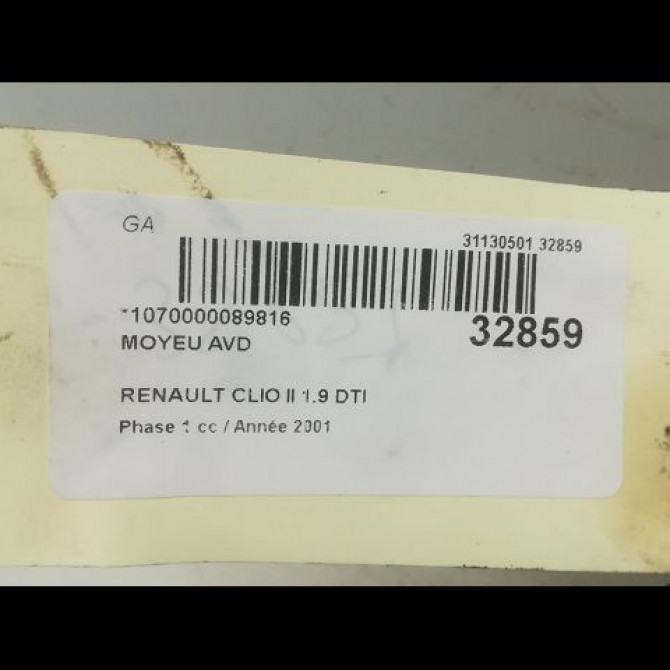 GA
31130501 32859
*1070000089816
32859
MOYEU AVD
RENAULT CLIO II 1.9 DTI
Phase 1 cc / Année 2001